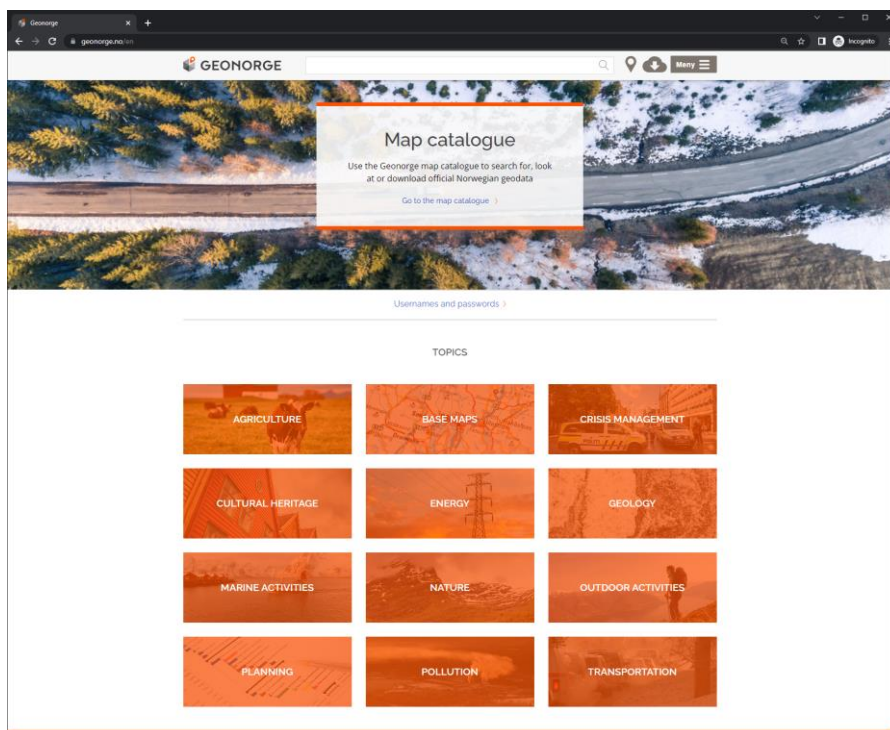 Geonorge
geonorge.no/en
Incognito
GEONORGE
Meny
Map catalogue
Use the Geonorge map catalogue to search for, look
at or download official Norwegian geodata
Go to the map catalogue
Usernames and passwords
TOPICS
AGRICULTURE
BASE MAPS
CRISIS MANAGEMENT
CULTURAL HERITAGE
ENERGY
GEOLOGY
MARINE ACTIVITIES
NATURE
OUTDOOR ACTIVITIES
PLANNING
POLLUTION
TRANSPORTATION